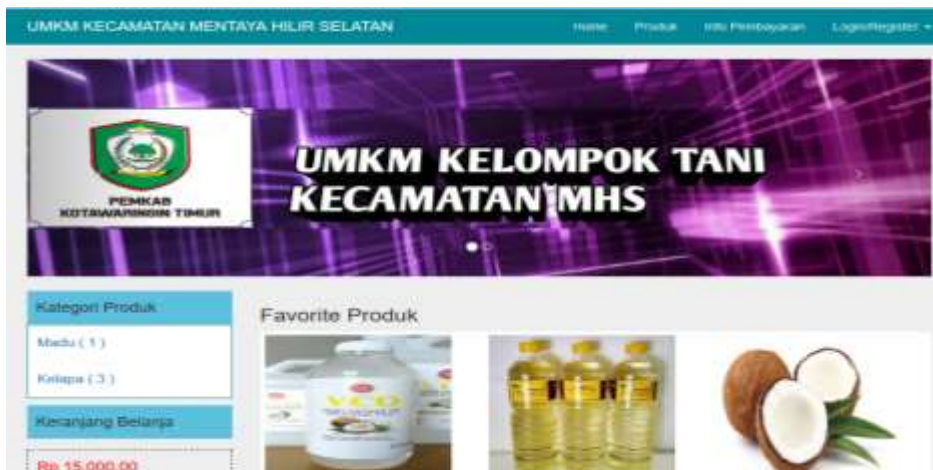 UMKM KECAMATAN MENTAYA HILIR SELATAN
Home Produk Info Pembayaran Login/Register
PEMKAB
KOTAWARINGIN TIMUR
UMKM KELOMPOK TANI
KECAMATAN MHS
Kategori Produk
Madu ( 1 )
Kelapa ( 3 )
Keranjang Belanja
Rp 15.000,00
Favorite Produk
VCO